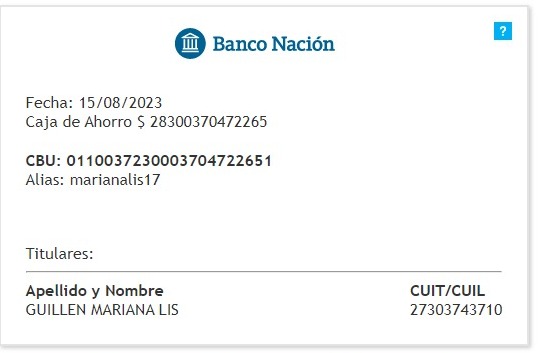 ?
Banco Nación
Fecha: 15/08/2023
Caja de Ahorro $ 28300370472265
CBU: 0110037230003704722651
Alias: marianalis17
Titulares:
Apellido y Nombre CUIT/CUIL
GUILLEN MARIANA LIS 27303743710